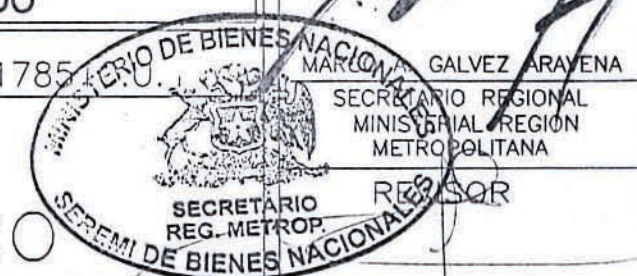 00
MINISTERIO DE BIENES NACIONALES
1785
GALVEZ ARAVENA
SECRETARIO REGIONAL
MINISTERIAL REGION
METROPOLITANA
SECRETARIO
REG. METROP.
SEREMI DE BIENES NACIONALES
O